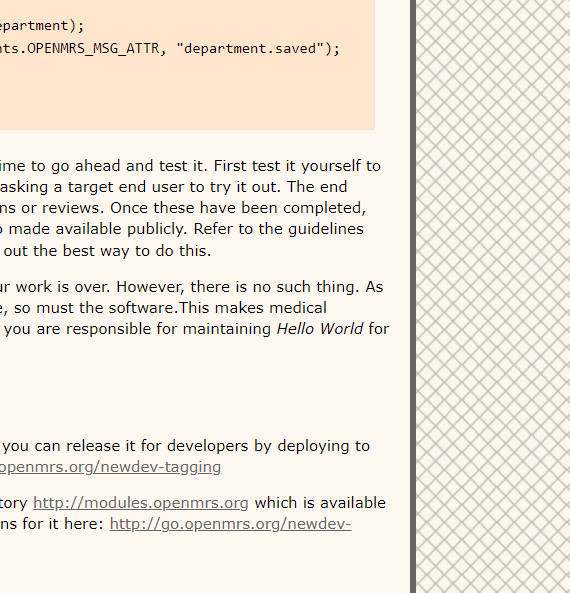 epartment);
nts.OPENMRS_MSG_ATTR, "department.saved");
ime to go ahead and test it. First test it yourself to
asking a target end user to try it out. The end
ns or reviews. Once these have been completed,
o made available publicly. Refer to the guidelines
out the best way to do this.
ur work is over. However, there is no such thing. As
e, so must the software.This makes medical
you are responsible for maintaining Hello World for
you can release it for developers by deploying to
openmrs.org/newdev-tagging
tory http://modules.openmrs.org which is available
ns for it here: http://go.openmrs.org/newdev-